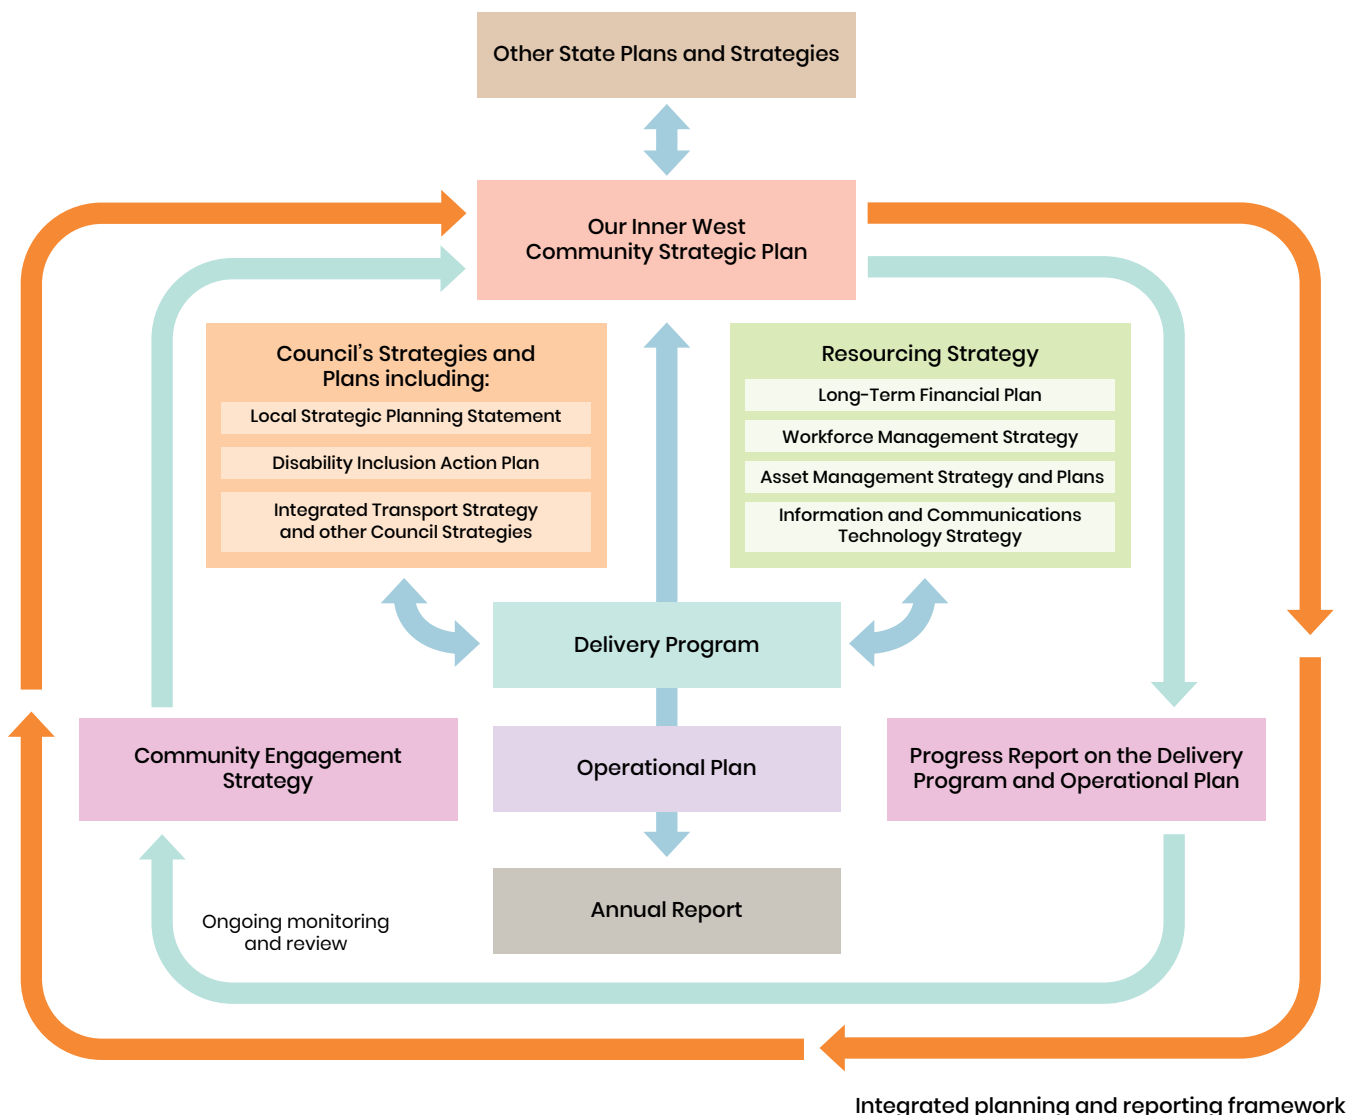 Other State Plans and Strategies
Our Inner West
Community Strategic Plan
Council's Strategies and
Plans including:
Local Strategic Planning Statement
Disability Inclusion Action Plan
Integrated Transport Strategy
and other Council Strategies
Resourcing Strategy
Long-Term Financial Plan
Workforce Management Strategy
Asset Management Strategy and Plans
Information and Communications
Technology Strategy
Delivery Program
Community Engagement
Strategy
Operational Plan
Progress Report on the Delivery
Program and Operational Plan
Annual Report
Ongoing monitoring
and review
Integrated planning and reporting framework